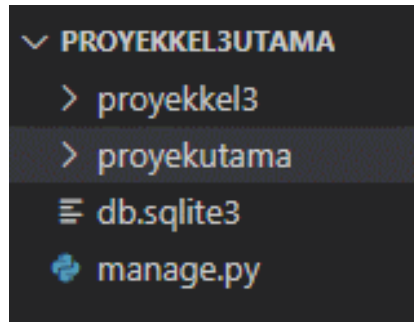 PROYEKKEL3UTAMA
proyekkel3
proyekutama
db.sqlite3
manage.py